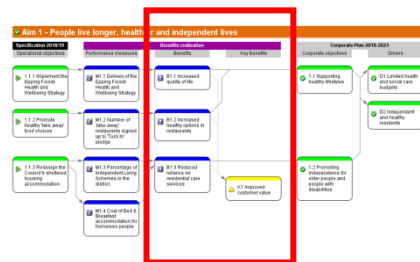 Aim 1 - People live longer, healthier and independent lives
Specification 2018/19
Benefits realisation
Corporate Plan 2018-2023
Operational objectives
Performance measures
Benefits
Key Benefits
Corporate objectives
Drivers
1.1.1 Implement the
Epping Forest
Health and
Wellbeing Strategy
M1.1 Delivery of the
Epping Forest
Health and
Wellbeing Strategy
B1.1 Increased
quality of life
1.1 Supporting
healthy lifestyles
D1 Limited health
and social care
budgets
1.1.2 Promote
healthy take away/
food choices
M1.2 Number of
take-away/
restaurants signed
up to 'Tuck In'
pledge
B1.2 Increased
healthy options in
restaurants
D2 Independent
and healthy
residents
1.1.3 Redesign the
Council's sheltered
housing
accommodation
M1.3 Percentage of
Independent Living
Schemes in the
district
B1.3 Reduced
reliance on
residential care
services
K1 Improved
customer value
1.2 Promoting
independence for
older people and
people with
disabilities
M1.4 Cost of Bed &
Breakfast
accommodation for
homeless people